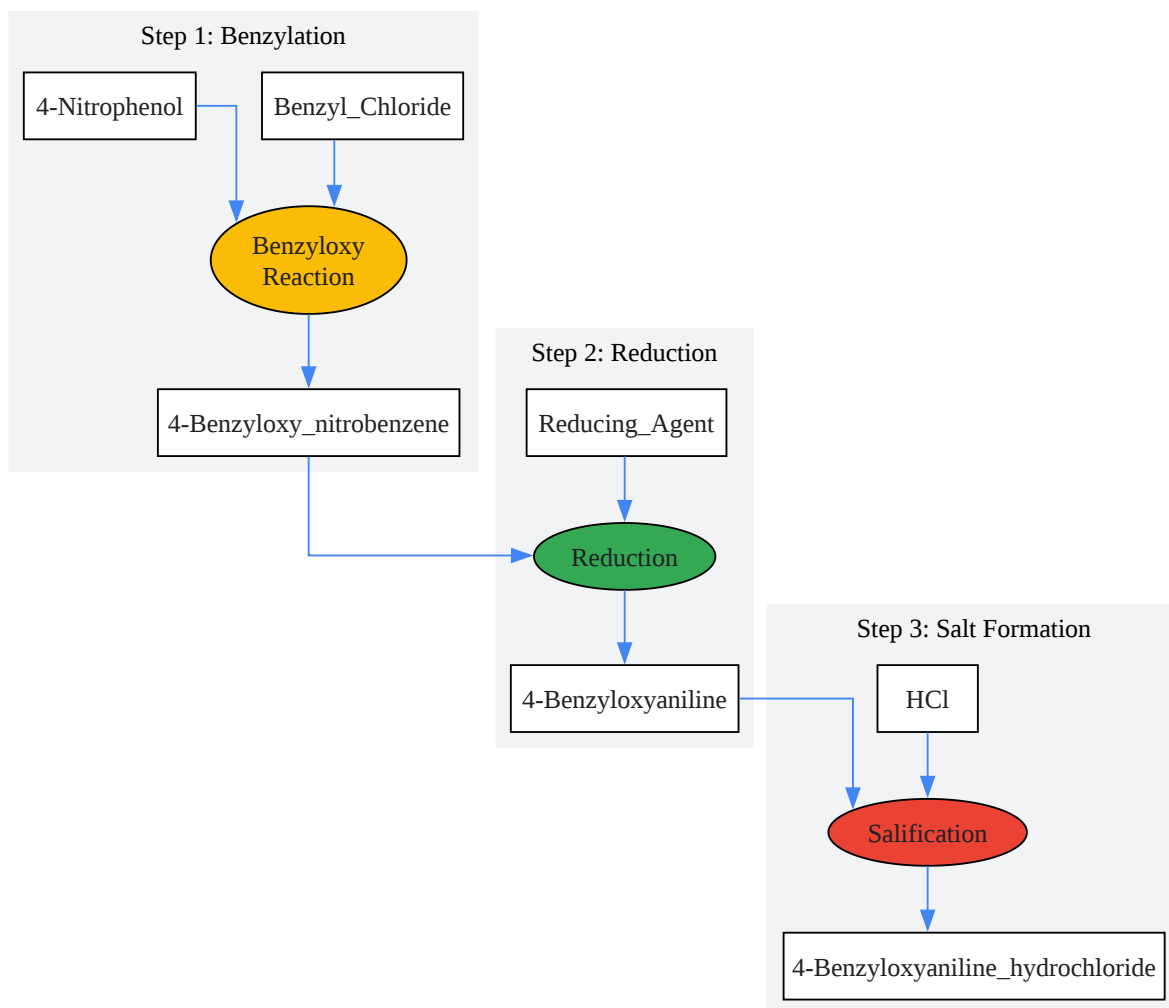 Step 1: Benzylation
4-Nitrophenol
Benzyl_Chloride
Benzyloxy
Reaction
4-Benzyloxy_nitrobenzene
Step 2: Reduction
Reducing_Agent
Reduction
4-Benzyloxyaniline
Step 3: Salt Formation
HCl
Salification
4-Benzyloxyaniline_hydrochloride